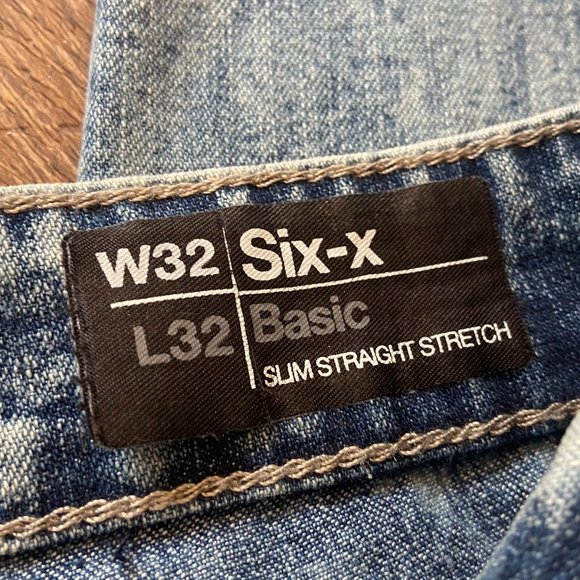 W32 Six-x
L32 Basic
SLIM STRAIGHT STRETCH